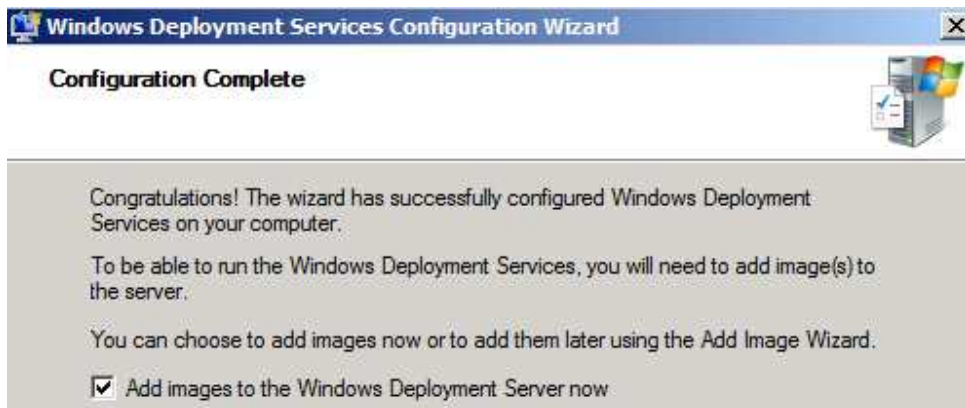 Windows Deployment Services Configuration Wizard
Configuration Complete
Congratulations! The wizard has successfully configured Windows Deployment
Services on your computer.
To be able to run the Windows Deployment Services, you will need to add image(s) to
the server.
You can choose to add images now or to add them later using the Add Image Wizard.
Add images to the Windows Deployment Server now